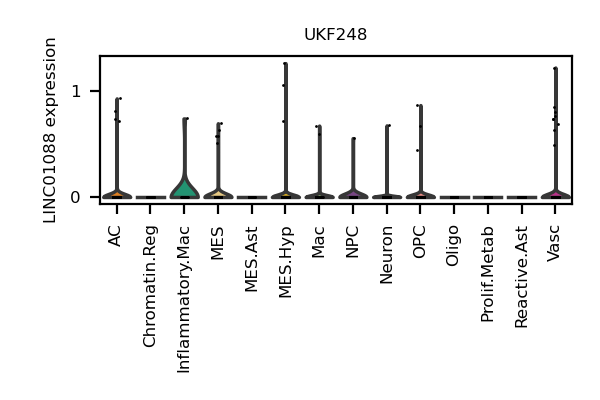 UKF248
LINC01088 expression
1
0
AC
Chromatin.Reg
Inflammatory.Mac
MES
MES.Ast
MES.Hyp
Mac
NPC
Neuron
OPC
Oligo
Prolif.Metab
Reactive.Ast
Vasc